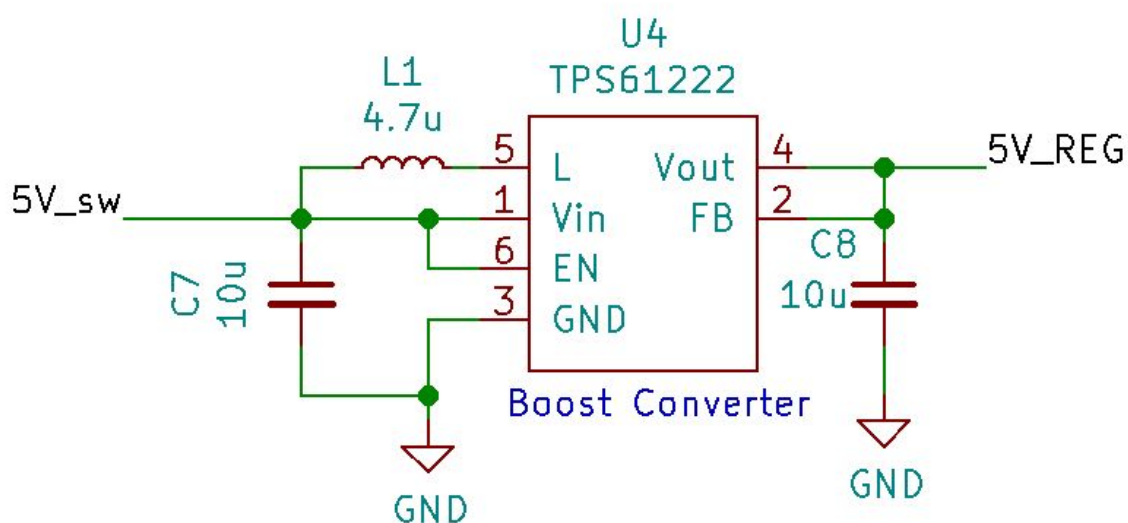 U4
TPS61222
L1
4.7u
5 L Vout 4 5V_REG
5V_sw 1 Vin FB 2
6 EN C8
C7 10u 10u
3 GND
Boost Converter
GND GND